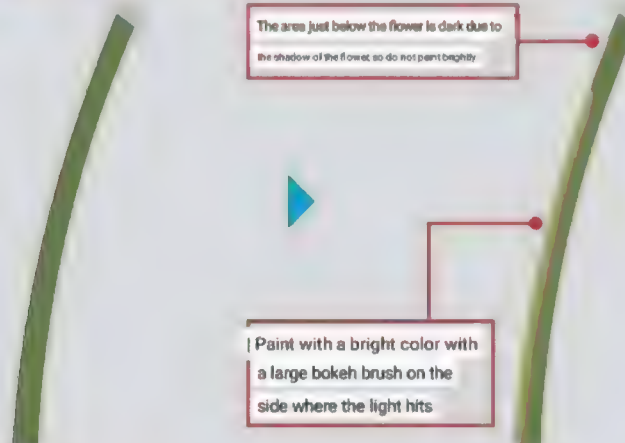 The area just below the flower is dark due to
the shadow of the flower, so do not paint brightly
Paint with a bright color with
a large bokeh brush on the
side where the light hits